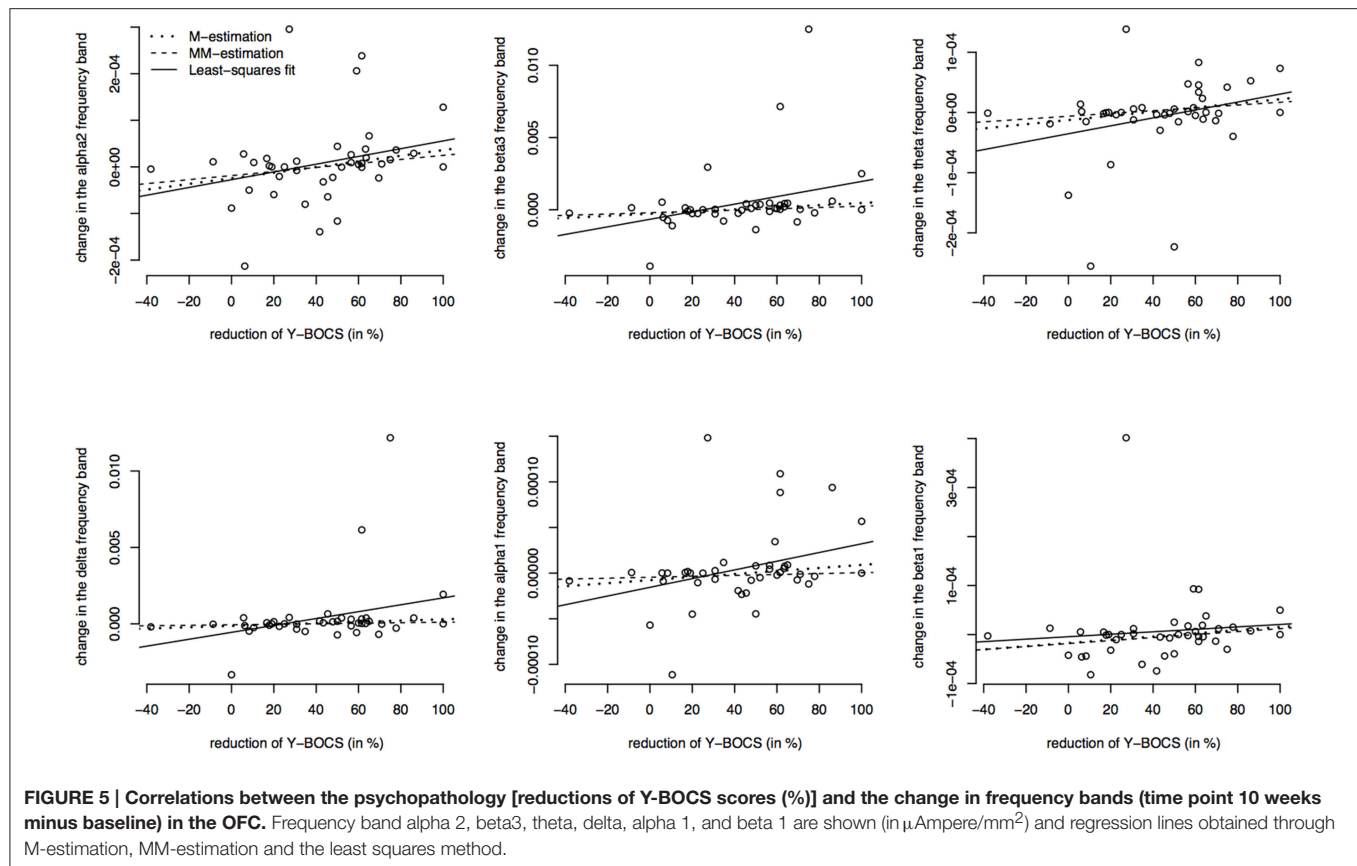 M−estimation
MM−estimation
Least−squares fit
change in the alpha2 frequency band
2e−04
0e+00
−2e−04
−40 −20 0 20 40 60 80 100
reduction of Y−BOCS (in %)
change in the beta3 frequency band
0.010
0.005
0.000
−40 −20 0 20 40 60 80 100
reduction of Y−BOCS (in %)
change in the theta frequency band
1e−04
0e+00
−1e−04
−2e−04
−40 −20 0 20 40 60 80 100
reduction of Y−BOCS (in %)
change in the delta frequency band
0.010
0.005
0.000
−40 −20 0 20 40 60 80 100
reduction of Y−BOCS (in %)
change in the alpha1 frequency band
0.00010
0.00000
−0.00010
−40 −20 0 20 40 60 80 100
reduction of Y−BOCS (in %)
change in the beta1 frequency band
3e−04
1e−04
−1e−04
−40 −20 0 20 40 60 80 100
reduction of Y−BOCS (in %)
FIGURE 5 | Correlations between the psychopathology [reductions of Y-BOCS scores (%)] and the change in frequency bands (time point 10 weeks
minus baseline) in the OFC. Frequency band alpha 2, beta3, theta, delta, alpha 1, and beta 1 are shown (in μAmpere/mm²) and regression lines obtained through
M-estimation, MM-estimation and the least squares method.